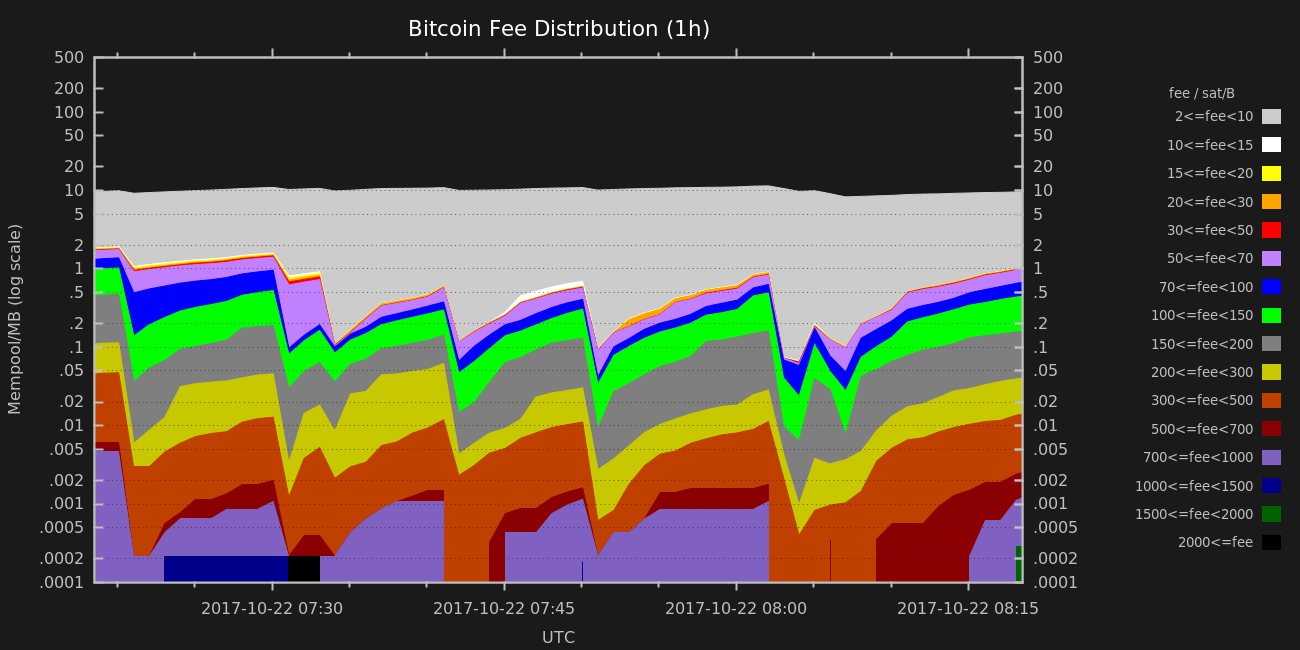 Bitcoin Fee Distribution (1h)
500 500
200 200
100 100
50 50
20 20
10 10
5 5
2 2
1 1
.5 .5
.2 .2
.1 .1
.05 .05
.02 .02
.01 .01
.005 .005
.002 .002
.001 .001
.0005 .0005
.0002 .0002
.0001 .0001
Mempool/MB (log scale)
2017-10-22 07:30 2017-10-22 07:45 2017-10-22 08:00 2017-10-22 08:15
UTC
fee / sat/B
2<=fee<10
10<=fee<15
15<=fee<20
20<=fee<30
30<=fee<50
50<=fee<70
70<=fee<100
100<=fee<150
150<=fee<200
200<=fee<300
300<=fee<500
500<=fee<700
700<=fee<1000
1000<=fee<1500
1500<=fee<2000
2000<=fee